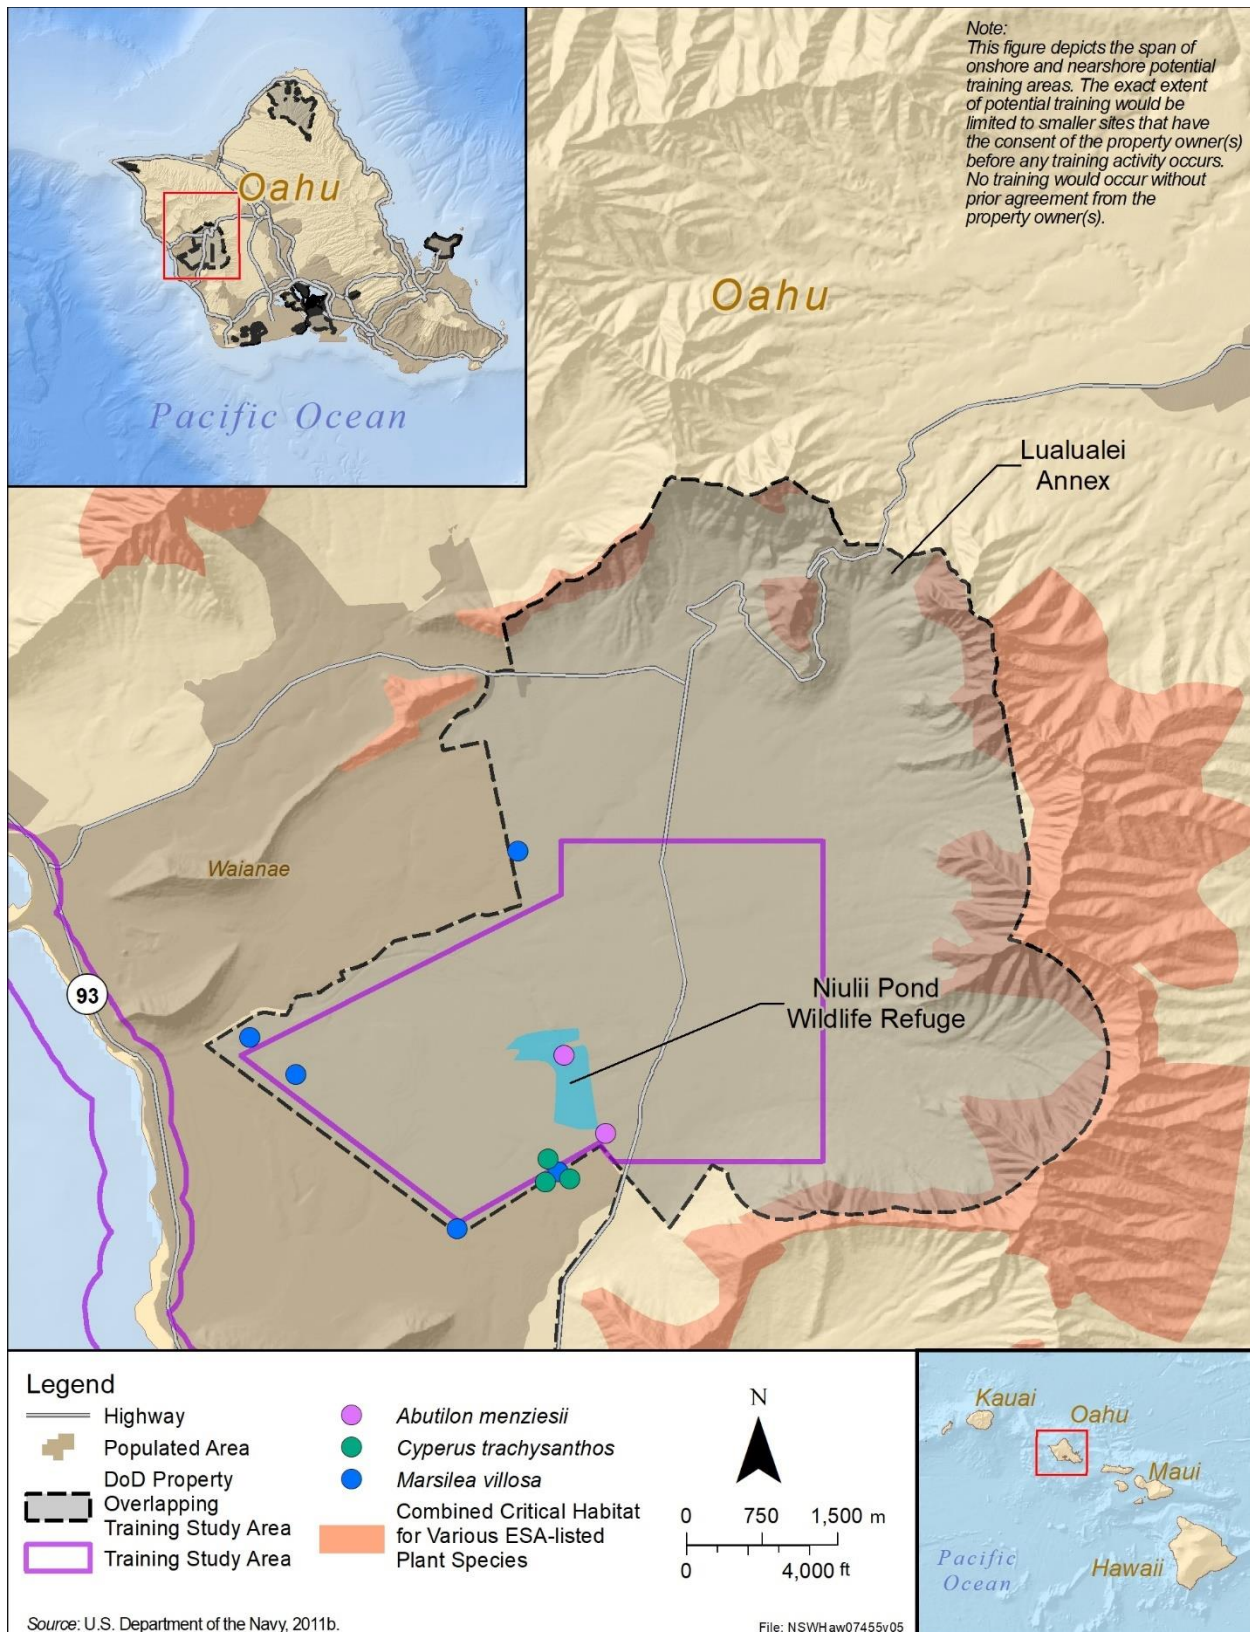 Note:
This figure depicts the span of
onshore and nearshore potential
training areas. The exact extent
of potential training would be
limited to smaller sites that have
the consent of the property owner(s)
before any training activity occurs.
No training would occur without
prior agreement from the
property owner(s).
Oahu
Pacific Ocean
Oahu
Lualualei
Annex
Waianae
93
Niulii Pond
Wildlife Refuge
Legend
Highway
Populated Area
DoD Property
Overlapping
Training Study Area
Training Study Area
Abutilon menziesii
Cyperus trachysanthos
Marsilea villosa
Combined Critical Habitat
for Various ESA-listed
Plant Species
N
0 750 1,500 m
0 4,000 ft
Source: U.S. Department of the Navy, 2011b.
File: NSWHaw07455v05
Kauai
Oahu
Maui
Hawaii
Pacific
Ocean